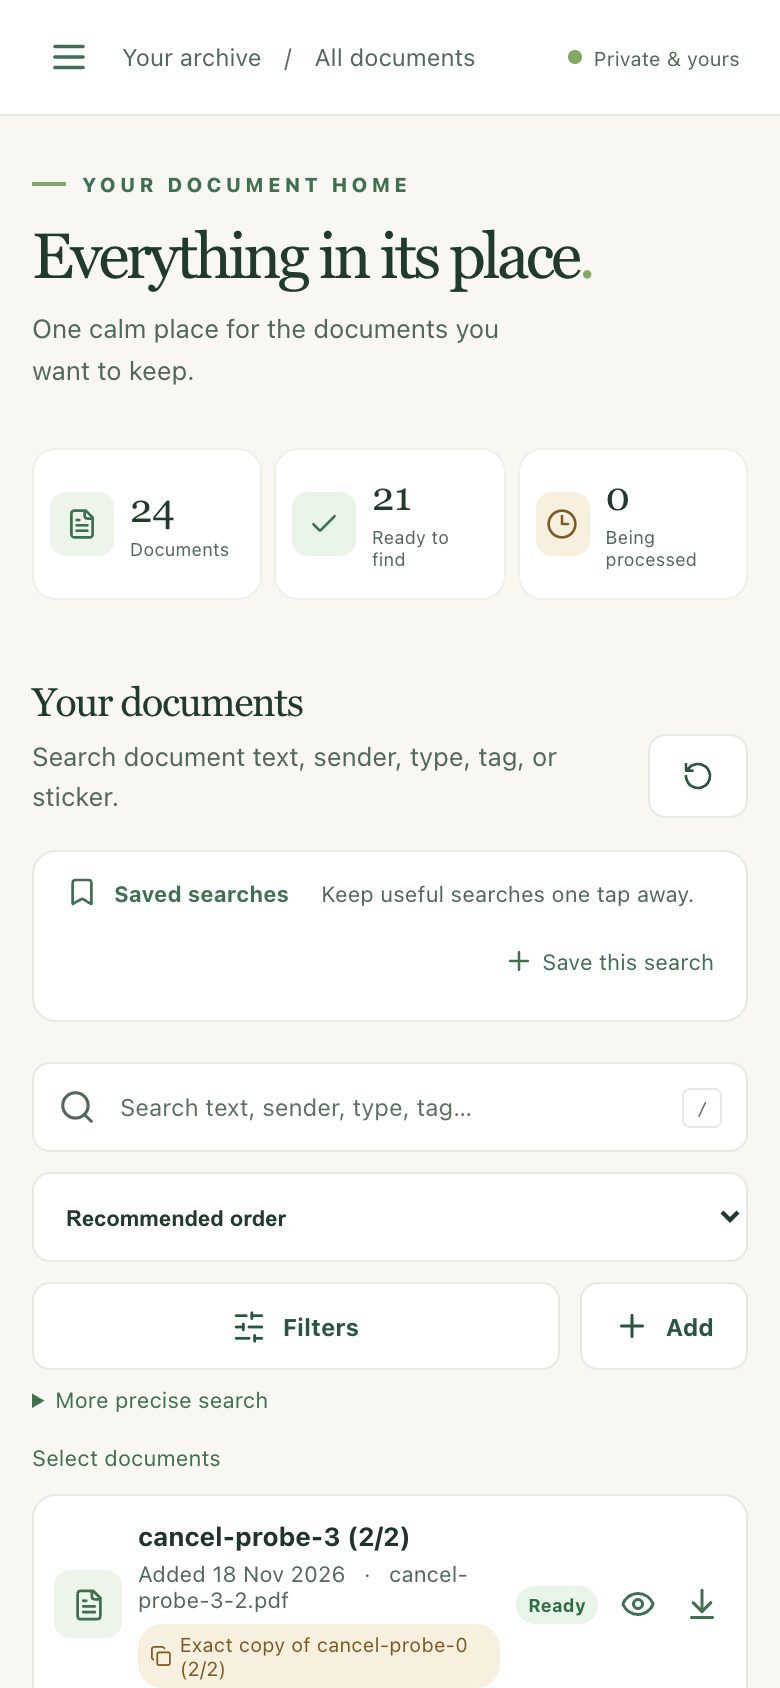 Your archive / All documents
Private & yours
YOUR DOCUMENT HOME
Everything in its place.
One calm place for the documents you
want to keep.
24
Documents
21
Ready to
find
0
Being
processed
Your documents
Search document text, sender, type, tag, or
sticker.
Saved searches Keep useful searches one tap away.
Save this search
Search text, sender, type, tag... /
Recommended order
Filters
Add
More precise search
Select documents
cancel-probe-3 (2/2)
Added 18 Nov 2026 · cancel-
probe-3-2.pdf
Ready
Exact copy of cancel-probe-0
(2/2)